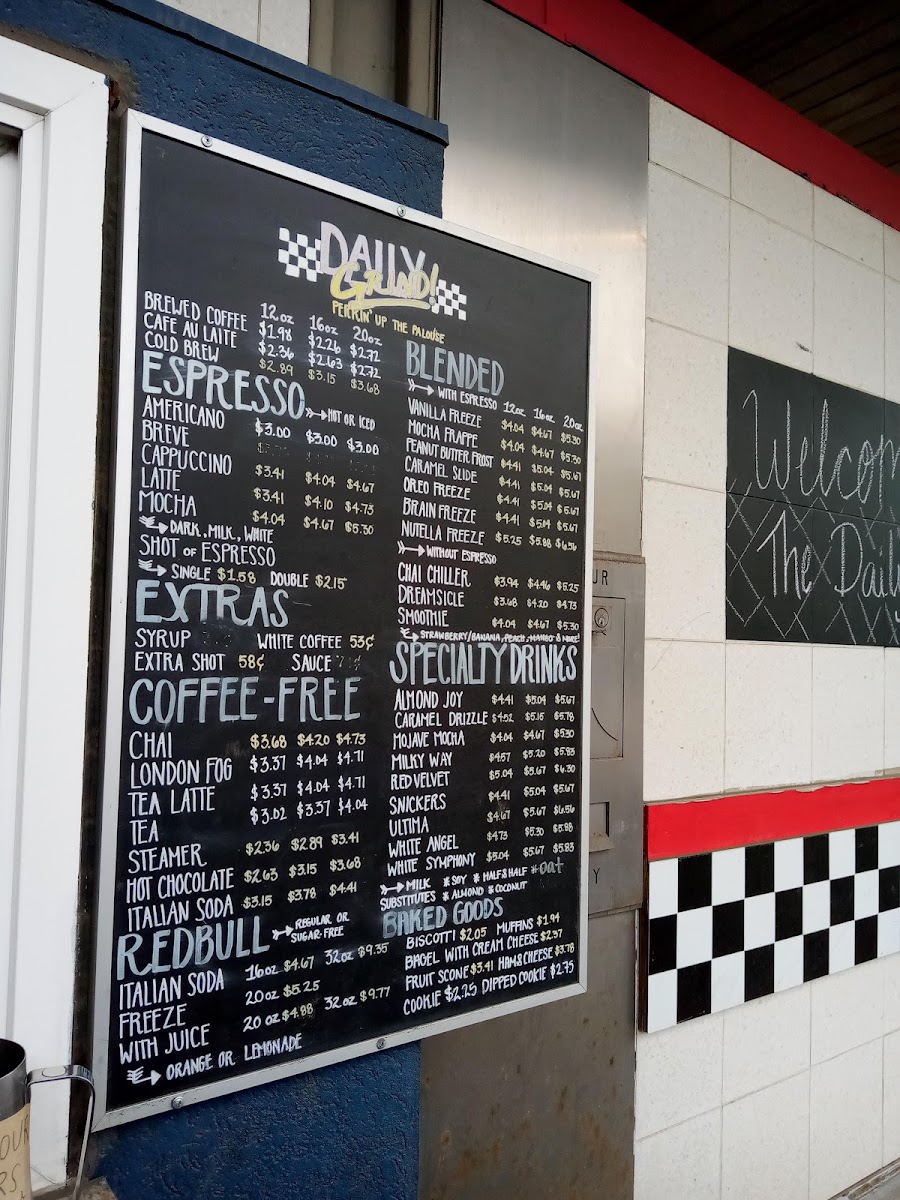 DAILY
GRIND!
PERKIN' UP THE PALOUSE
12oz 16oz 20oz
BREWED COFFEE $1.98 $2.26 $2.72
CAFE AU LAITE $2.36 $2.63 $2.72
COLD BREW $2.89 $3.15 $3.68
ESPRESSO
HOT OR ICED
AMERICANO $3.00 $3.00 $3.00
BREVE
CAPPUCCINO $3.41 $4.04 $4.67
LATTE $3.41 $4.10 $4.73
MOCHA $4.04 $4.67 $5.30
DARK, MILK, WHITE
SHOT OF ESPRESSO
SINGLE $1.58 DOUBLE $2.15
EXTRAS
SYRUP WHITE COFFEE 53¢
EXTRA SHOT 58¢ SAUCE
COFFEE-FREE
CHAI $3.68 $4.20 $4.73
LONDON FOG $3.37 $4.04 $4.71
TEA LATTE $3.37 $4.04 $4.71
TEA $3.02 $3.37 $4.04
STEAMER $2.36 $2.89 $3.41
HOT CHOCOLATE $2.63 $3.15 $3.68
ITALIAN SODA $3.15 $3.78 $4.41
REDBULL
REGULAR OR
SUGAR-FREE
ITALIAN SODA 16oz $4.67 32oz $9.35
FREEZE 20oz $5.25
WITH JUICE 20oz $4.88 32oz $9.77
ORANGE OR LEMONADE
BLENDED
WITH ESPRESSO 12oz 16oz 20oz
VANILLA FREEZE $4.04 $4.67 $5.30
MOCHA FRAPPE $4.04 $4.67 $5.30
PEANUT BUTTER FROST $4.41 $5.04 $5.67
CARAMEL SLIDE $4.41 $5.04 $5.67
OREO FREEZE $4.41 $5.04 $5.67
BRAIN FREEZE $4.41 $5.04 $5.67
NUTELLA FREEZE $5.25 $5.88 $6.56
WITHOUT ESPRESSO
CHAI CHILLER $3.94 $4.46 $5.25
DREAMSICLE $3.68 $4.20 $4.73
SMOOTHIE $4.04 $4.67 $5.30
STRAWBERRY/BANANA, PEACH, MANGO & MORE!
SPECIALTY DRINKS
ALMOND JOY $4.41 $5.04 $5.67
CARAMEL DRIZZLE $4.52 $5.15 $5.78
MOJAVE MOCHA $4.04 $4.67 $5.30
MILKY WAY $4.57 $5.20 $5.83
RED VELVET $5.04 $5.67 $6.30
SNICKERS $4.41 $5.04 $5.67
ULTIMA $4.67 $5.67 $6.56
WHITE ANGEL $4.73 $5.30 $5.88
WHITE SYMPHONY $5.04 $5.67 $5.83
MILK * SOY * HALF & HALF * oat
SUBSTITUTES * ALMOND * COCONUT
BAKED GOODS
BISCOTTI $2.05 MUFFINS $1.94
BAGEL WITH CREAM CHEESE $2.37
FRUIT SCONE $3.41 HAM & CHEESE $3.78
COOKIE $2.25 DIPPED COOKIE $2.75
Welcom
The Daily
UR
Y
OUR
RS